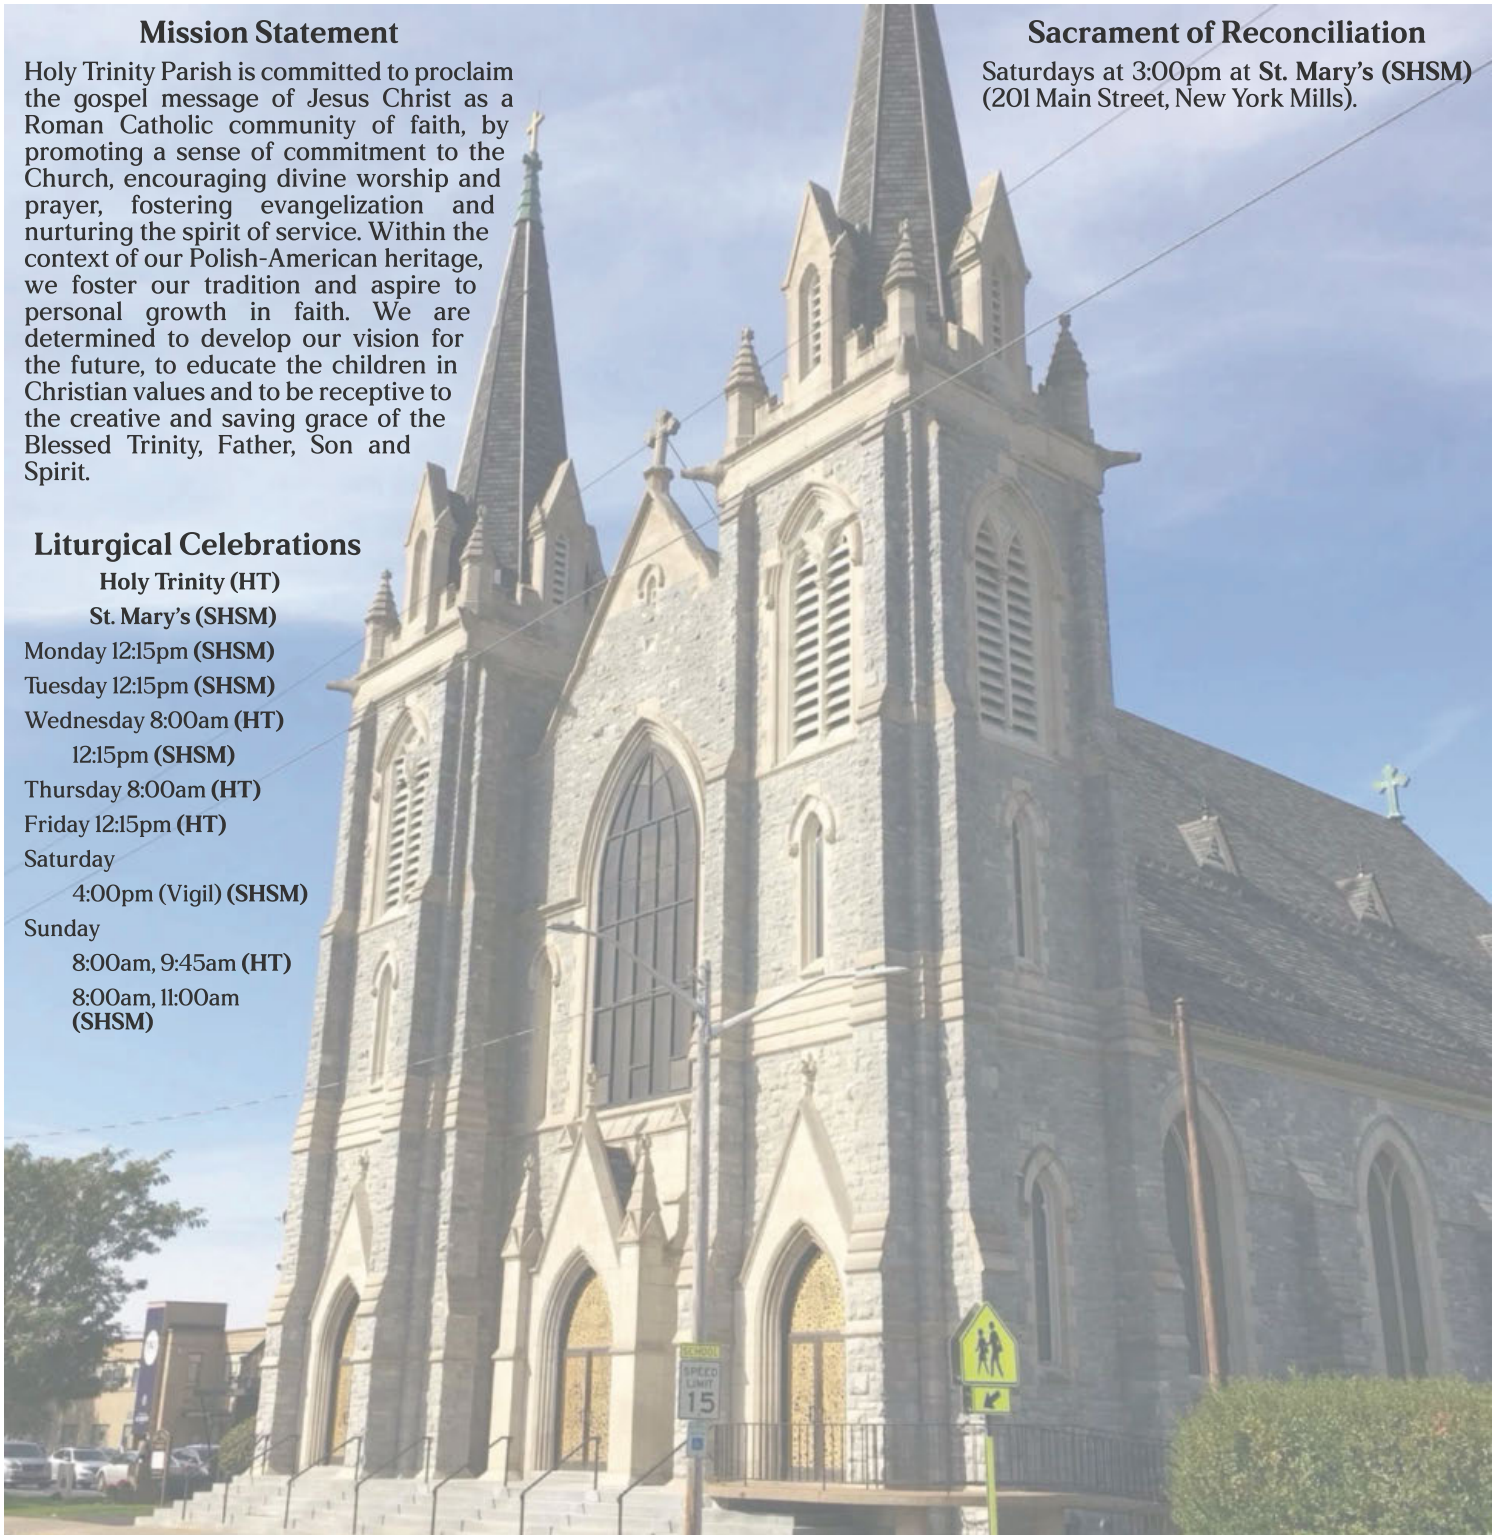 Mission Statement
Holy Trinity Parish is committed to proclaim
the gospel message of Jesus Christ as a
Roman Catholic community of faith, by
promoting a sense of commitment to the
Church, encouraging divine worship and
prayer, fostering evangelization and
nurturing the spirit of service. Within the
context of our Polish-American heritage,
we foster our tradition and aspire to
personal growth in faith. We are
determined to develop our vision for
the future, to educate the children in
Christian values and to be receptive to
the creative and saving grace of the
Blessed Trinity, Father, Son and
Spirit.
Liturgical Celebrations
Holy Trinity (HT)
St. Mary's (SHSM)
Monday 12:15pm (SHSM)
Tuesday 12:15pm (SHSM)
Wednesday 8:00am (HT)
12:15pm (SHSM)
Thursday 8:00am (HT)
Friday 12:15pm (HT)
Saturday
4:00pm (Vigil) (SHSM)
Sunday
8:00am, 9:45am (HT)
8:00am, 11:00am
(SHSM)
Sacrament of Reconciliation
Saturdays at 3:00pm at St. Mary's (SHSM)
(201 Main Street, New York Mills).
SCHOOL
SPEED
LIMIT
15